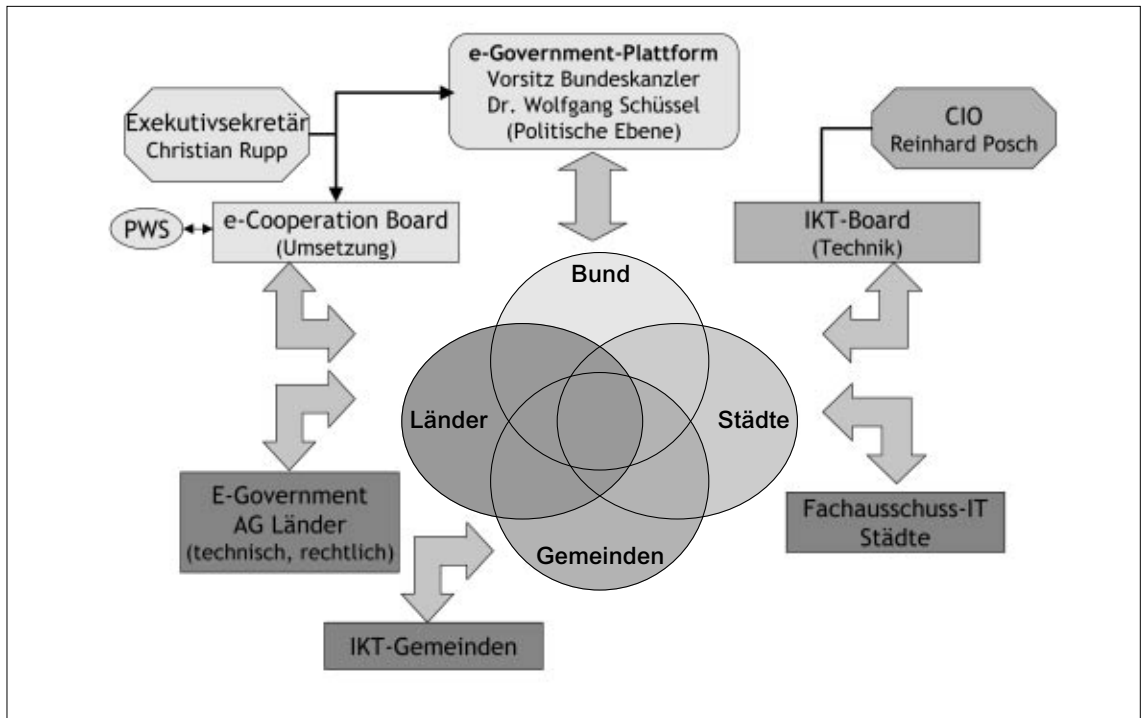 e-Government-Plattform
Vorsitz Bundeskanzler
Dr. Wolfgang Schüssel
(Politische Ebene)
Exekutivsekretär
Christian Rupp
CIO
Reinhard Posch
PWS
e-Cooperation Board
(Umsetzung)
IKT-Board
(Technik)
Bund
Länder
Städte
Gemeinden
E-Government
AG Länder
(technisch, rechtlich)
Fachausschuss-IT
Städte
IKT-Gemeinden